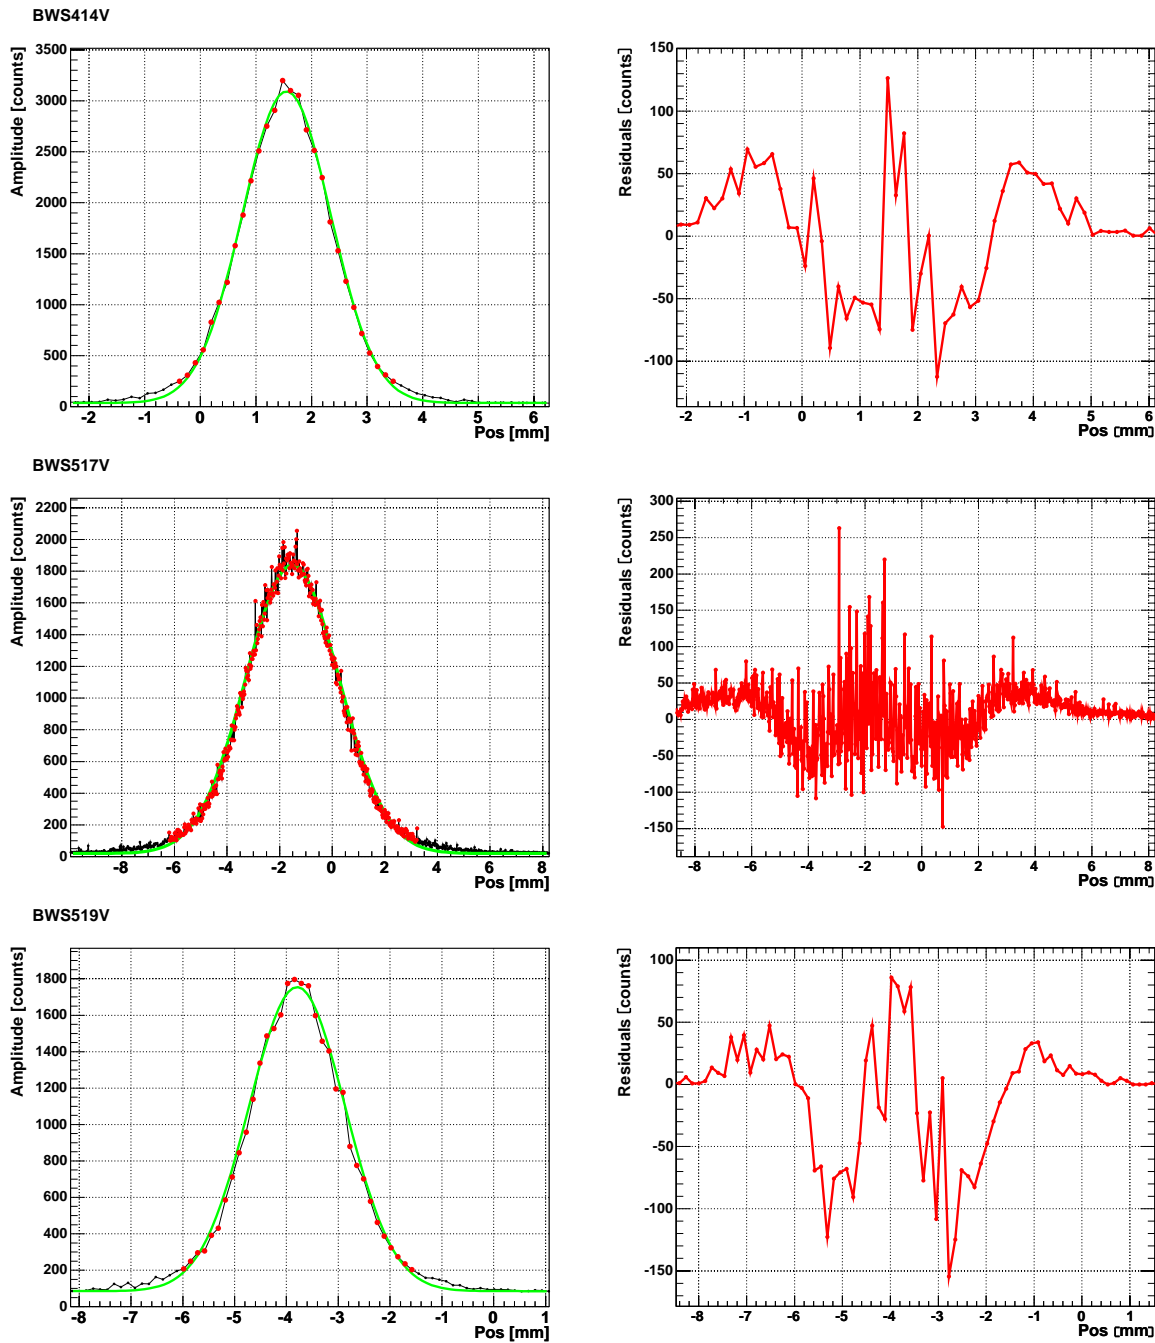 BWS414V
Amplitude [counts]
3500
3000
2500
2000
1500
1000
500
0
-2 -1 0 1 2 3 4 5 6
Pos [mm]
Residuals [counts]
150
100
50
0
-50
-100
-2 -1 0 1 2 3 4 5 6
Pos [mm]
BWS517V
Amplitude [counts]
2200
2000
1800
1600
1400
1200
1000
800
600
400
200
0
-8 -6 -4 -2 0 2 4 6 8
Pos [mm]
Residuals [counts]
300
250
200
150
100
50
0
-50
-100
-150
-8 -6 -4 -2 0 2 4 6 8
Pos [mm]
BWS519V
Amplitude [counts]
1800
1600
1400
1200
1000
800
600
400
200
0
-8 -7 -6 -5 -4 -3 -2 -1 0 1
Pos [mm]
Residuals [counts]
100
50
0
-50
-100
-150
-8 -7 -6 -5 -4 -3 -2 -1 0 1
Pos [mm]